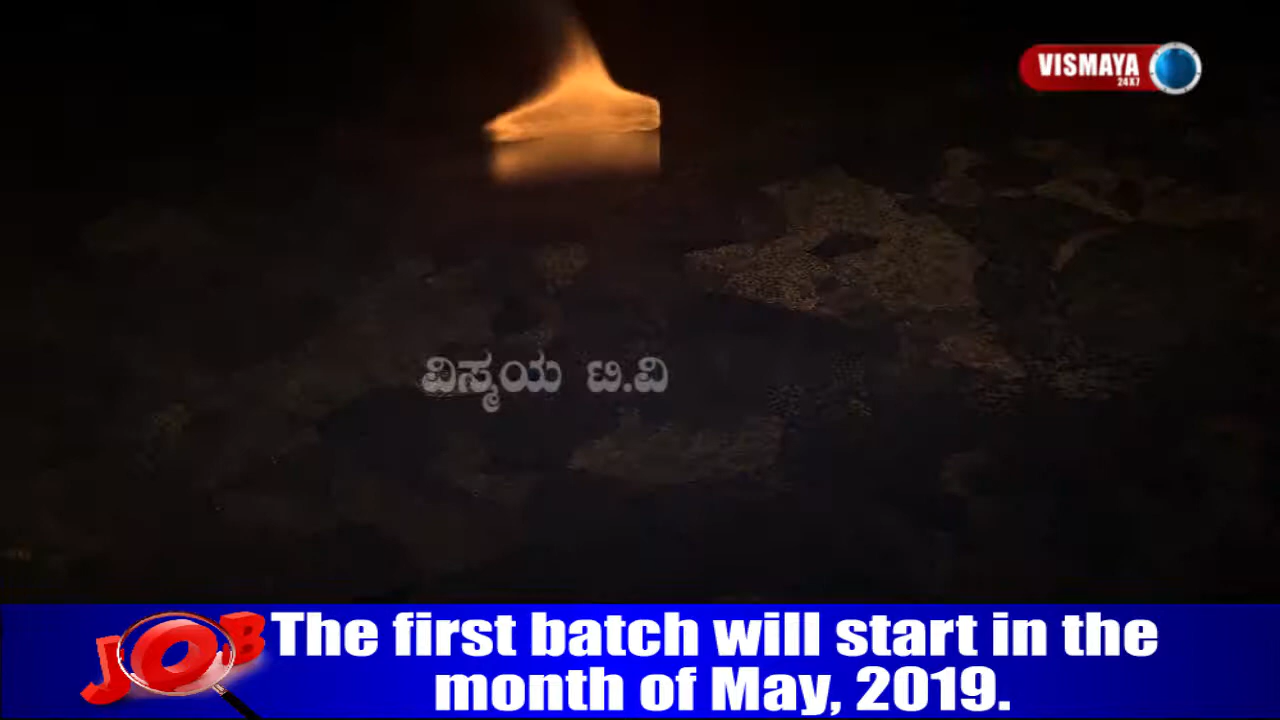 VISMAYA
24X7
ವಿಸ್ಮಯ ಟಿ.ವಿ
JOB The first batch will start in the
month of May, 2019.